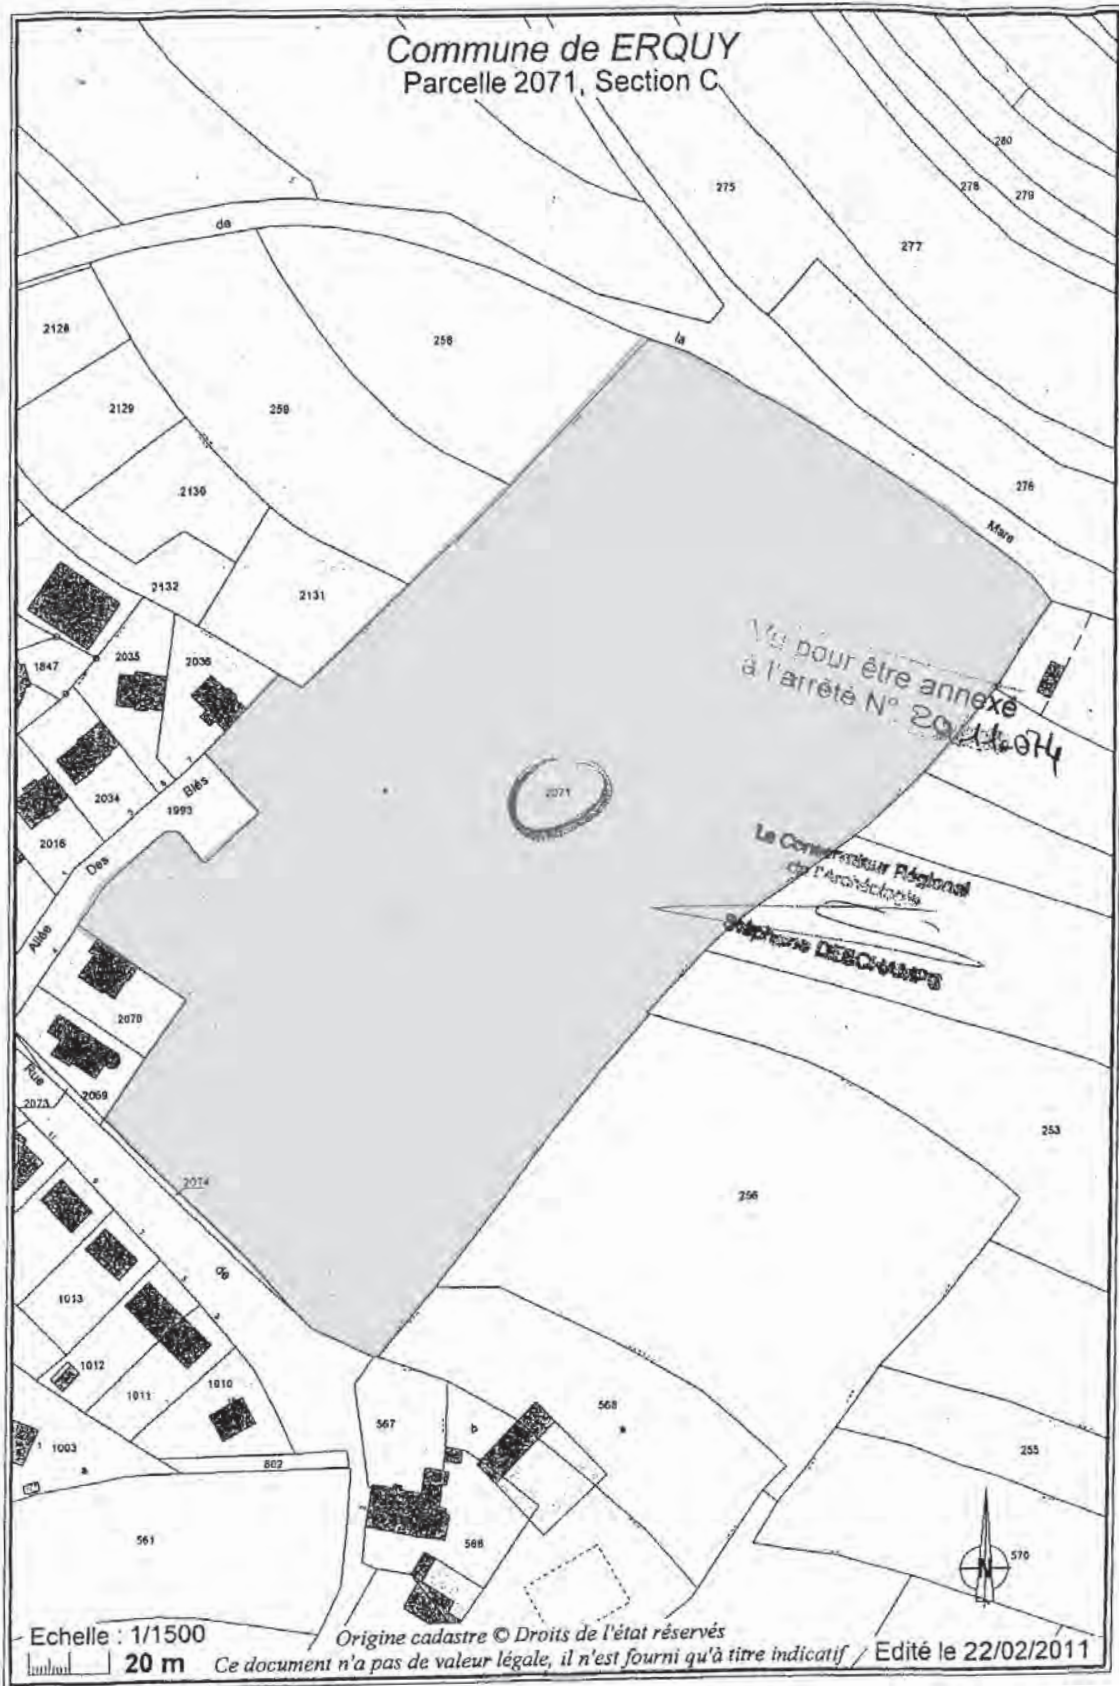 Commune de ERQUY
Parcelle 2071, Section C
280
275
278
279
277
de
2128
258
la
2129
259
2130
276
Mare
2132
2131
Vu pour être annexé
à l'arrêté N° 2011-074
1847
2035
2036
7
Blés
2034
1993
2071
2016
Des
Le Conservateur Régional
de l'Archéologie
Stéphane DESCHAMPS
Allée
2070
Rue
2073
2069
253
2074
256
de
1013
1012
1011
1010
567
b
568
a
1003
a
802
255
561
566
570
N
Echelle : 1/1500
20 m
Origine cadastre © Droits de l'état réservés
Ce document n'a pas de valeur légale, il n'est fourni qu'à titre indicatif
Edité le 22/02/2011